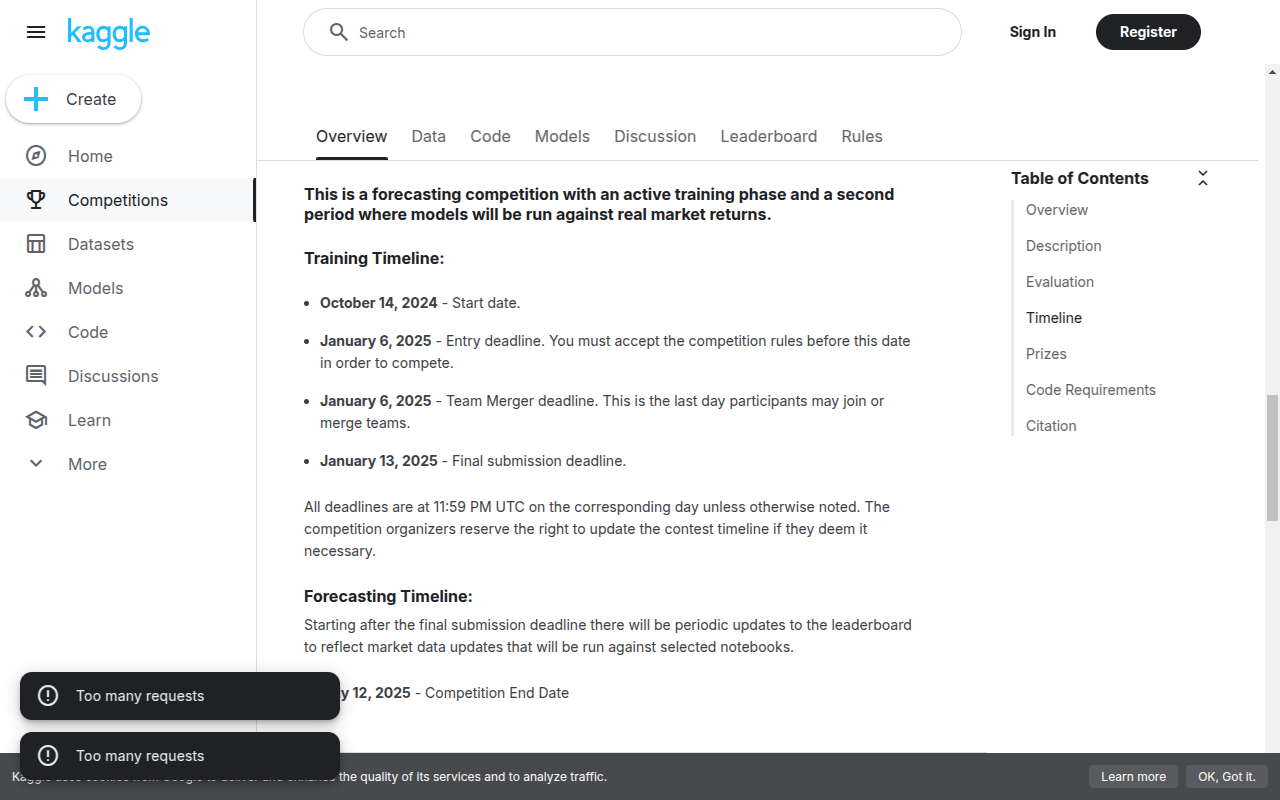 kaggle
Search
Sign In
Register
Create
Home
Competitions
Datasets
Models
Code
Discussions
Learn
More
Overview Data Code Models Discussion Leaderboard Rules
This is a forecasting competition with an active training phase and a second
period where models will be run against real market returns.
Training Timeline:
• October 14, 2024 - Start date.
• January 6, 2025 - Entry deadline. You must accept the competition rules before this date
in order to compete.
• January 6, 2025 - Team Merger deadline. This is the last day participants may join or
merge teams.
• January 13, 2025 - Final submission deadline.
All deadlines are at 11:59 PM UTC on the corresponding day unless otherwise noted. The
competition organizers reserve the right to update the contest timeline if they deem it
necessary.
Forecasting Timeline:
Starting after the final submission deadline there will be periodic updates to the leaderboard
to reflect market data updates that will be run against selected notebooks.
12, 2025 - Competition End Date
Table of Contents
Overview
Description
Evaluation
Timeline
Prizes
Code Requirements
Citation
Too many requests
Too many requests
the quality of its services and to analyze traffic.
Learn more
OK, Got it.